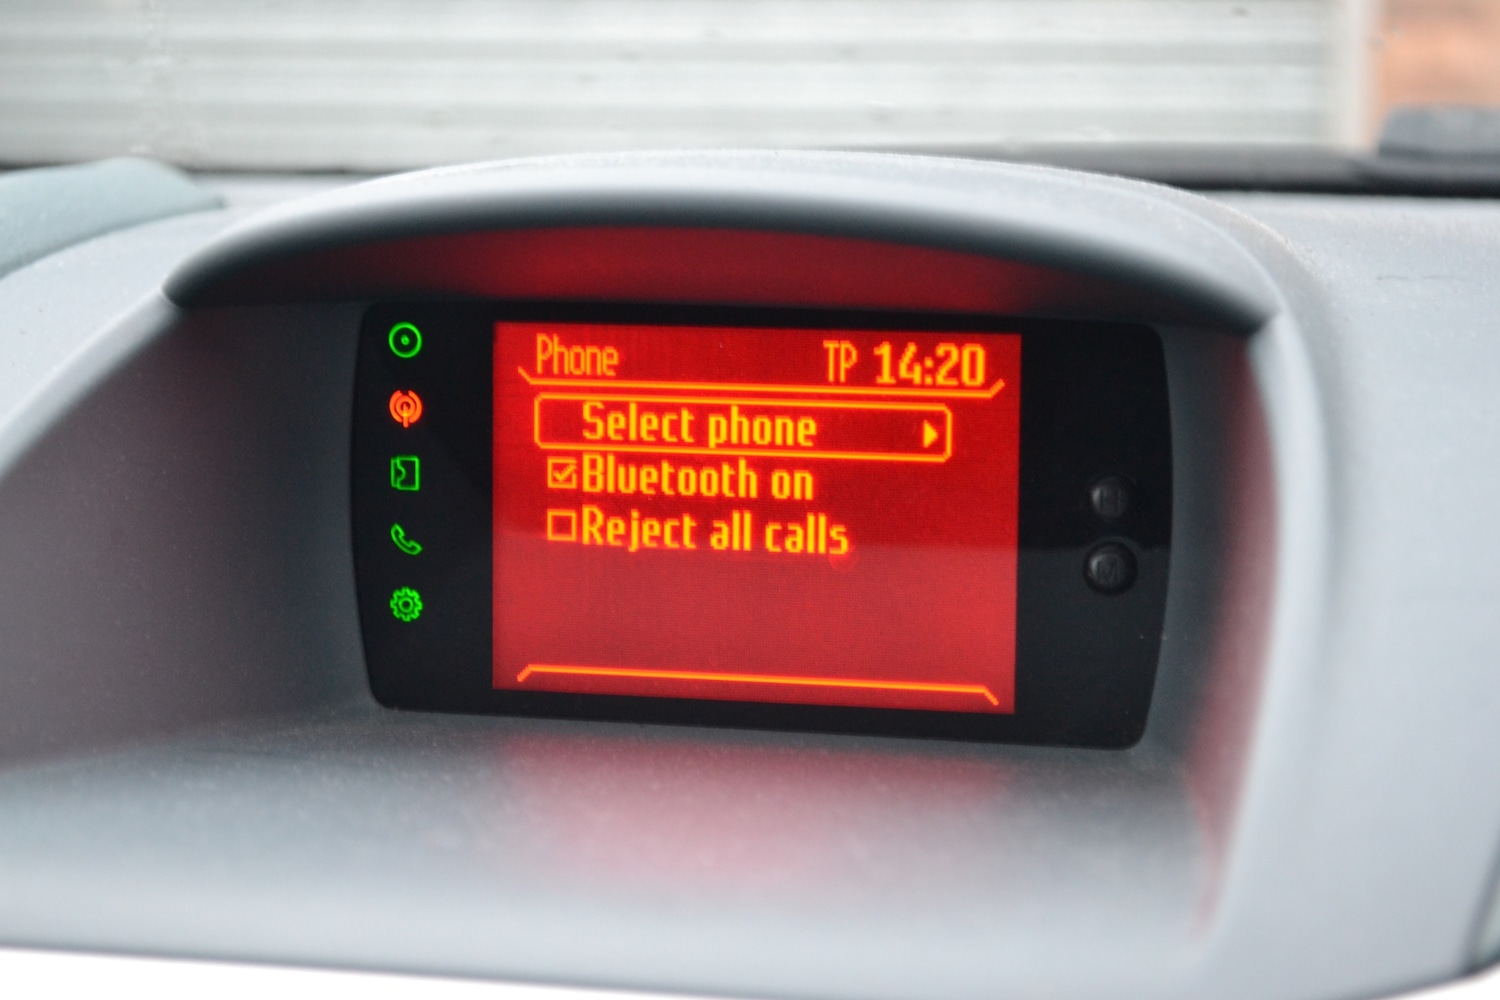 Phone TP 14:20
Select phone
Bluetooth on
Reject all calls
H
M